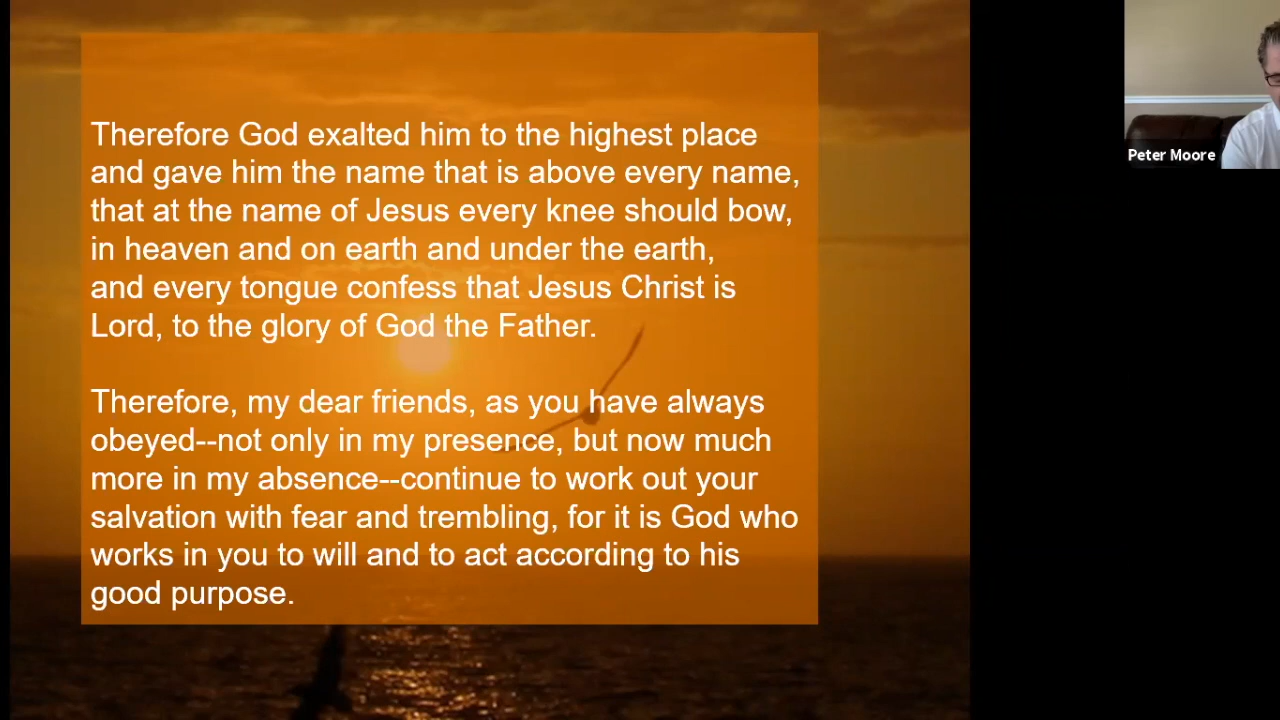 Therefore God exalted him to the highest place
and gave him the name that is above every name,
that at the name of Jesus every knee should bow,
in heaven and on earth and under the earth,
and every tongue confess that Jesus Christ is
Lord, to the glory of God the Father.
Therefore, my dear friends, as you have always
obeyed--not only in my presence, but now much
more in my absence--continue to work out your
salvation with fear and trembling, for it is God who
works in you to will and to act according to his
good purpose.
Peter Moore